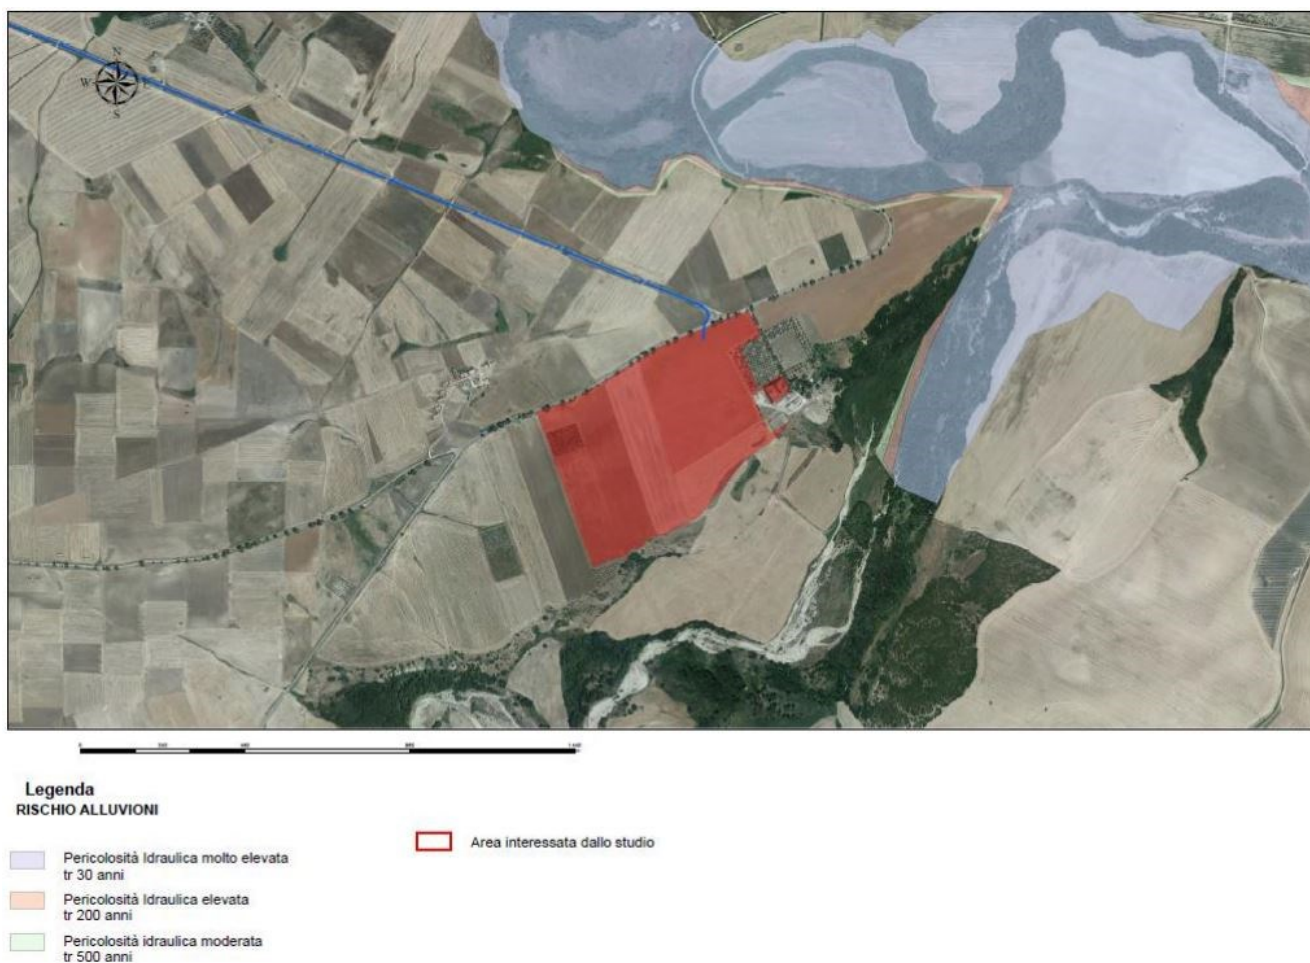 N
W E
S
Legenda
RISCHIO ALLUVIONI
Area interessata dallo studio
Pericolosità Idraulica molto elevata
tr 30 anni
Pericolosità Idraulica elevata
tr 200 anni
Pericolosità idraulica moderata
tr 500 anni